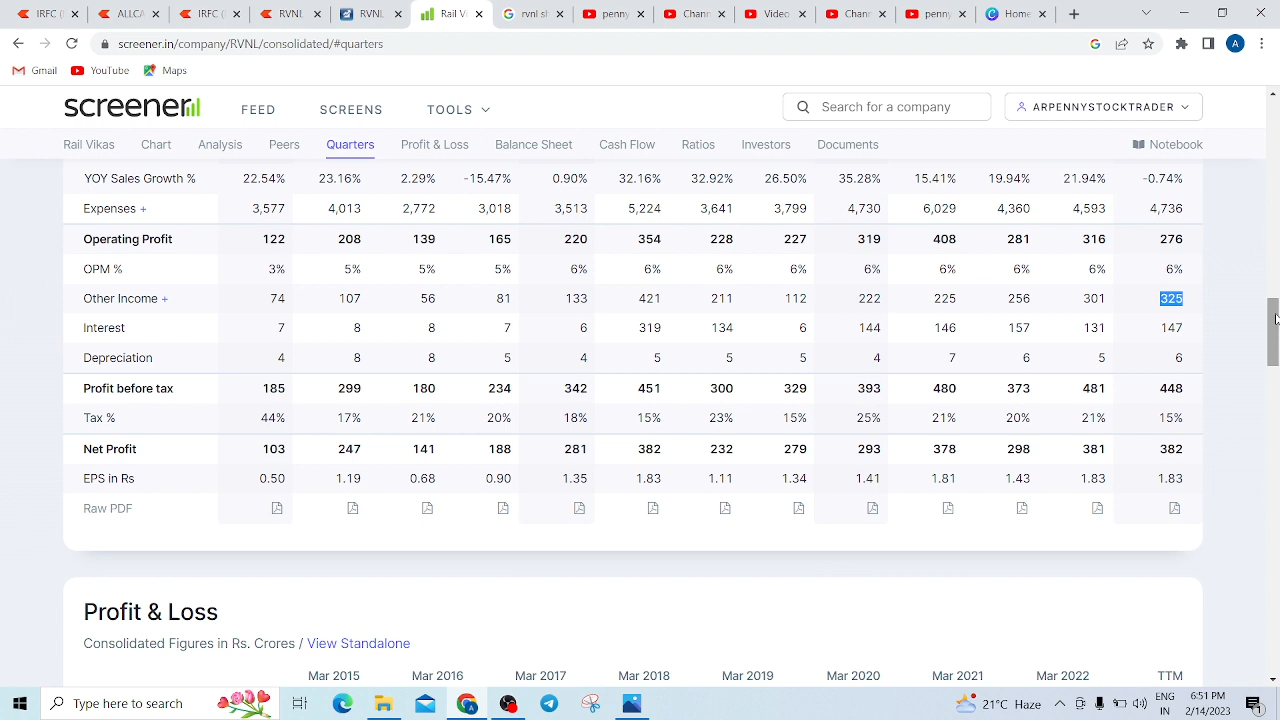 IRFC (
ALLCA
IRFC (
RVNL
RVNL
Rail Vi
rvnl sh
penny
Chan
Video
Chan
penny
Hom
screener.in/company/RVNL/consolidated/#quarters
A
Gmail
YouTube
Maps
screener
FEED
SCREENS
TOOLS
Search for a company
ARPENNYSTOCKTRADER
Rail Vikas
Chart
Analysis
Peers
Quarters
Profit & Loss
Balance Sheet
Cash Flow
Ratios
Investors
Documents
Notebook
YOY Sales Growth % 22.54% 23.16% 2.29% -15.47% 0.90% 32.16% 32.92% 26.50% 35.28% 15.41% 19.94% 21.94% -0.74%
Expenses + 3,577 4,013 2,772 3,018 3,513 5,224 3,641 3,799 4,730 6,029 4,360 4,593 4,736
Operating Profit 122 208 139 165 220 354 228 227 319 408 281 316 276
OPM % 3% 5% 5% 5% 6% 6% 6% 6% 6% 6% 6% 6% 6%
Other Income + 74 107 56 81 133 421 211 112 222 225 256 301 325
Interest 7 8 8 7 6 319 134 6 144 146 157 131 147
Depreciation 4 8 8 5 4 5 5 5 4 7 6 5 6
Profit before tax 185 299 180 234 342 451 300 329 393 480 373 481 448
Tax % 44% 17% 21% 20% 18% 15% 23% 15% 25% 21% 20% 21% 15%
Net Profit 103 247 141 188 281 382 232 279 293 378 298 381 382
EPS in Rs 0.50 1.19 0.68 0.90 1.35 1.83 1.11 1.34 1.41 1.81 1.43 1.83 1.83
Raw PDF
Profit & Loss
Consolidated Figures in Rs. Crores / View Standalone
Mar 2015 Mar 2016 Mar 2017 Mar 2018 Mar 2019 Mar 2020 Mar 2021 Mar 2022 TTM
Type here to search
21°C Haze
ENG
IN
6:51 PM
2/14/2023